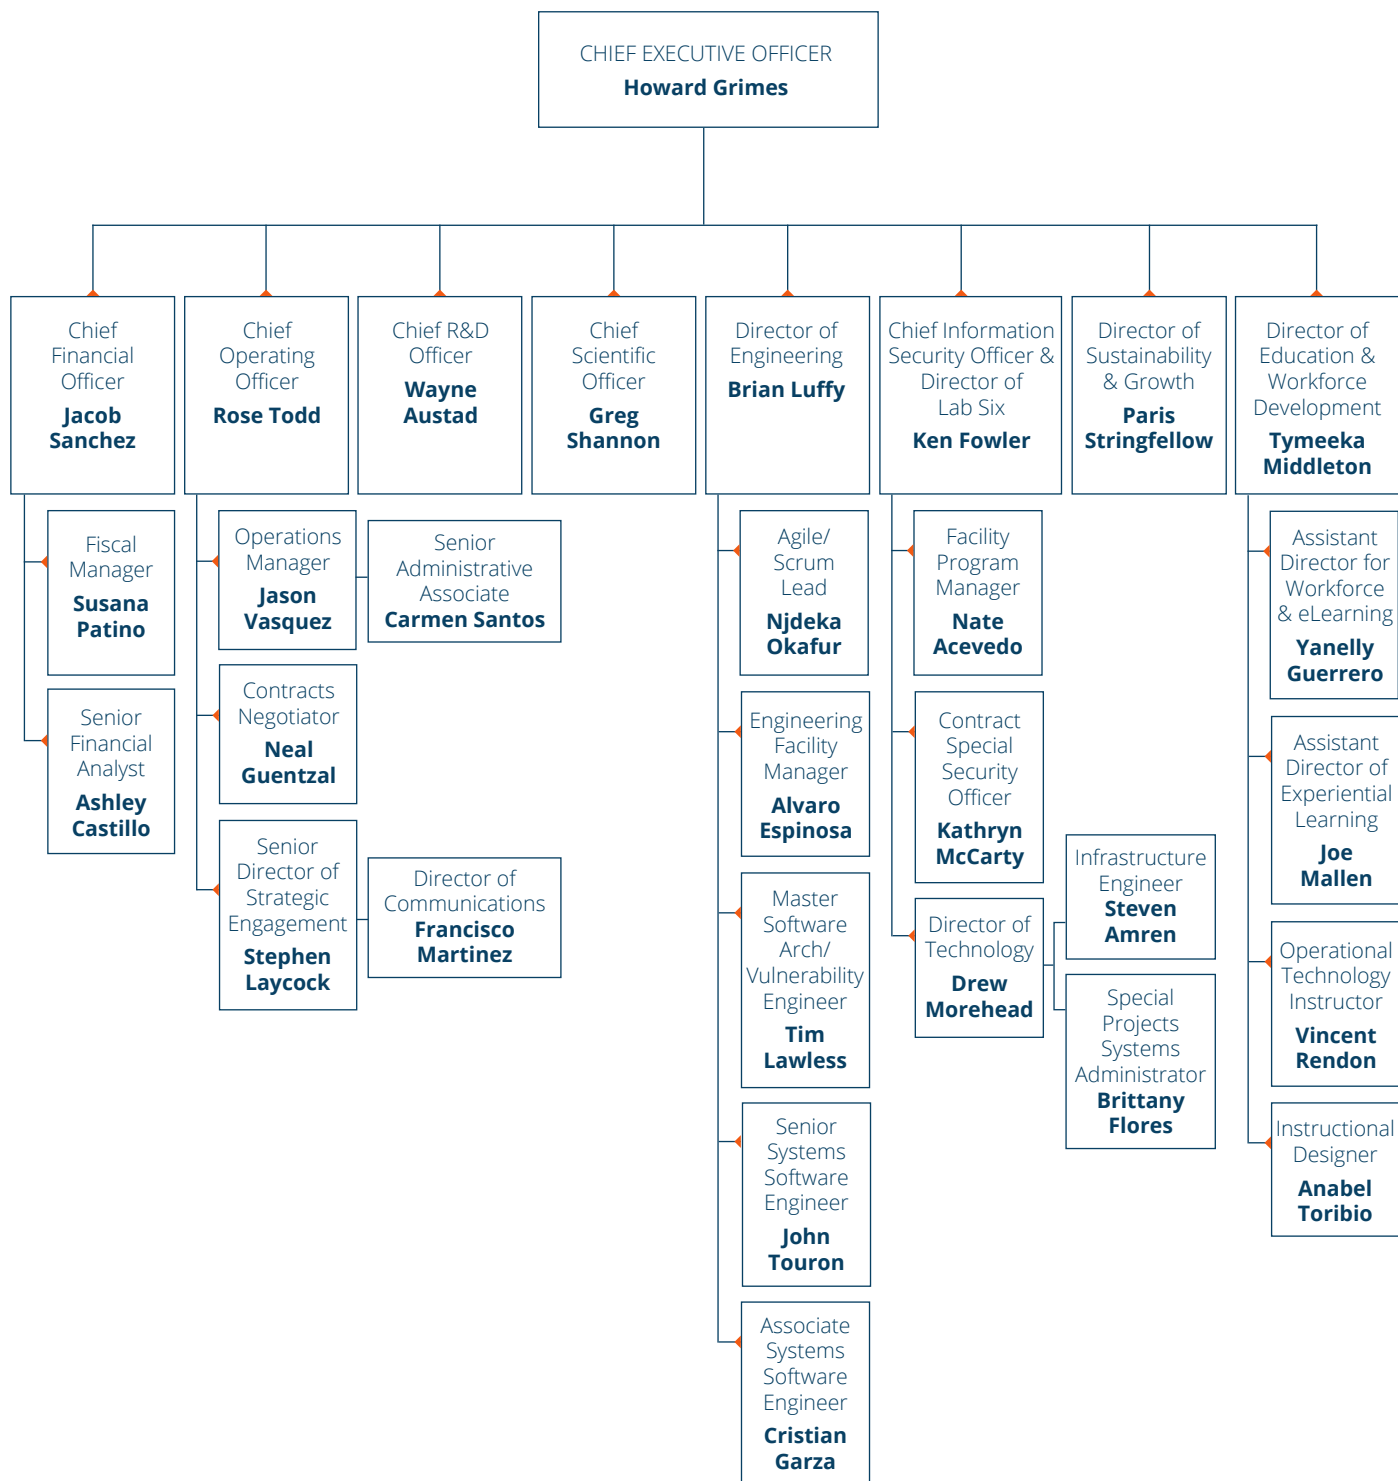 CHIEF EXECUTIVE OFFICER
Howard Grimes
Chief
Financial
Officer
Jacob
Sanchez
Chief
Operating
Officer
Rose Todd
Chief R&D
Officer
Wayne
Austad
Chief
Scientific
Officer
Greg
Shannon
Director of
Engineering
Brian Luffy
Chief Information
Security Officer &
Director of
Lab Six
Ken Fowler
Director of
Sustainability
& Growth
Paris
Stringfellow
Director of
Education &
Workforce
Development
Tymeeka
Middleton
Fiscal
Manager
Susana
Patino
Senior
Financial
Analyst
Ashley
Castillo
Operations
Manager
Jason
Vasquez
Senior
Administrative
Associate
Carmen Santos
Contracts
Negotiator
Neal
Guentzal
Senior
Director of
Strategic
Engagement
Stephen
Laycock
Director of
Communications
Francisco
Martinez
Agile/
Scrum
Lead
Njdeka
Okafur
Engineering
Facility
Manager
Alvaro
Espinosa
Master
Software
Arch/
Vulnerability
Engineer
Tim
Lawless
Senior
Systems
Software
Engineer
John
Touron
Associate
Systems
Software
Engineer
Cristian
Garza
Facility
Program
Manager
Nate
Acevedo
Contract
Special
Security
Officer
Kathryn
McCarty
Director of
Technology
Drew
Morehead
Infrastructure
Engineer
Steven
Amren
Special
Projects
Systems
Administrator
Brittany
Flores
Assistant
Director for
Workforce
& eLearning
Yanelly
Guerrero
Assistant
Director of
Experiential
Learning
Joe
Mallen
Operational
Technology
Instructor
Vincent
Rendon
Instructional
Designer
Anabel
Toribio